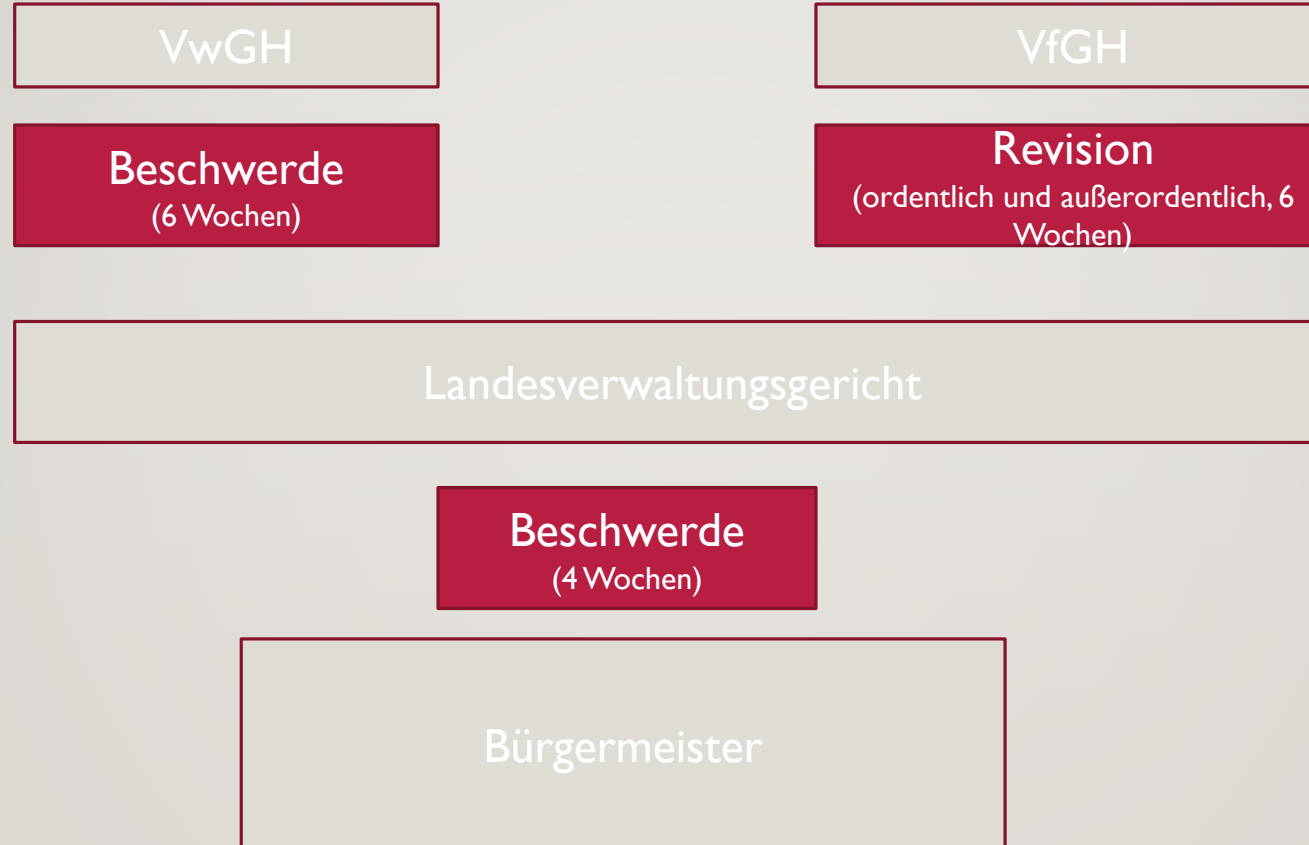 VwGH
VfGH
Beschwerde
(6 Wochen)
Revision
(ordentlich und außerordentlich, 6
Wochen)
Landesverwaltungsgericht
Beschwerde
(4 Wochen)
Bürgermeister